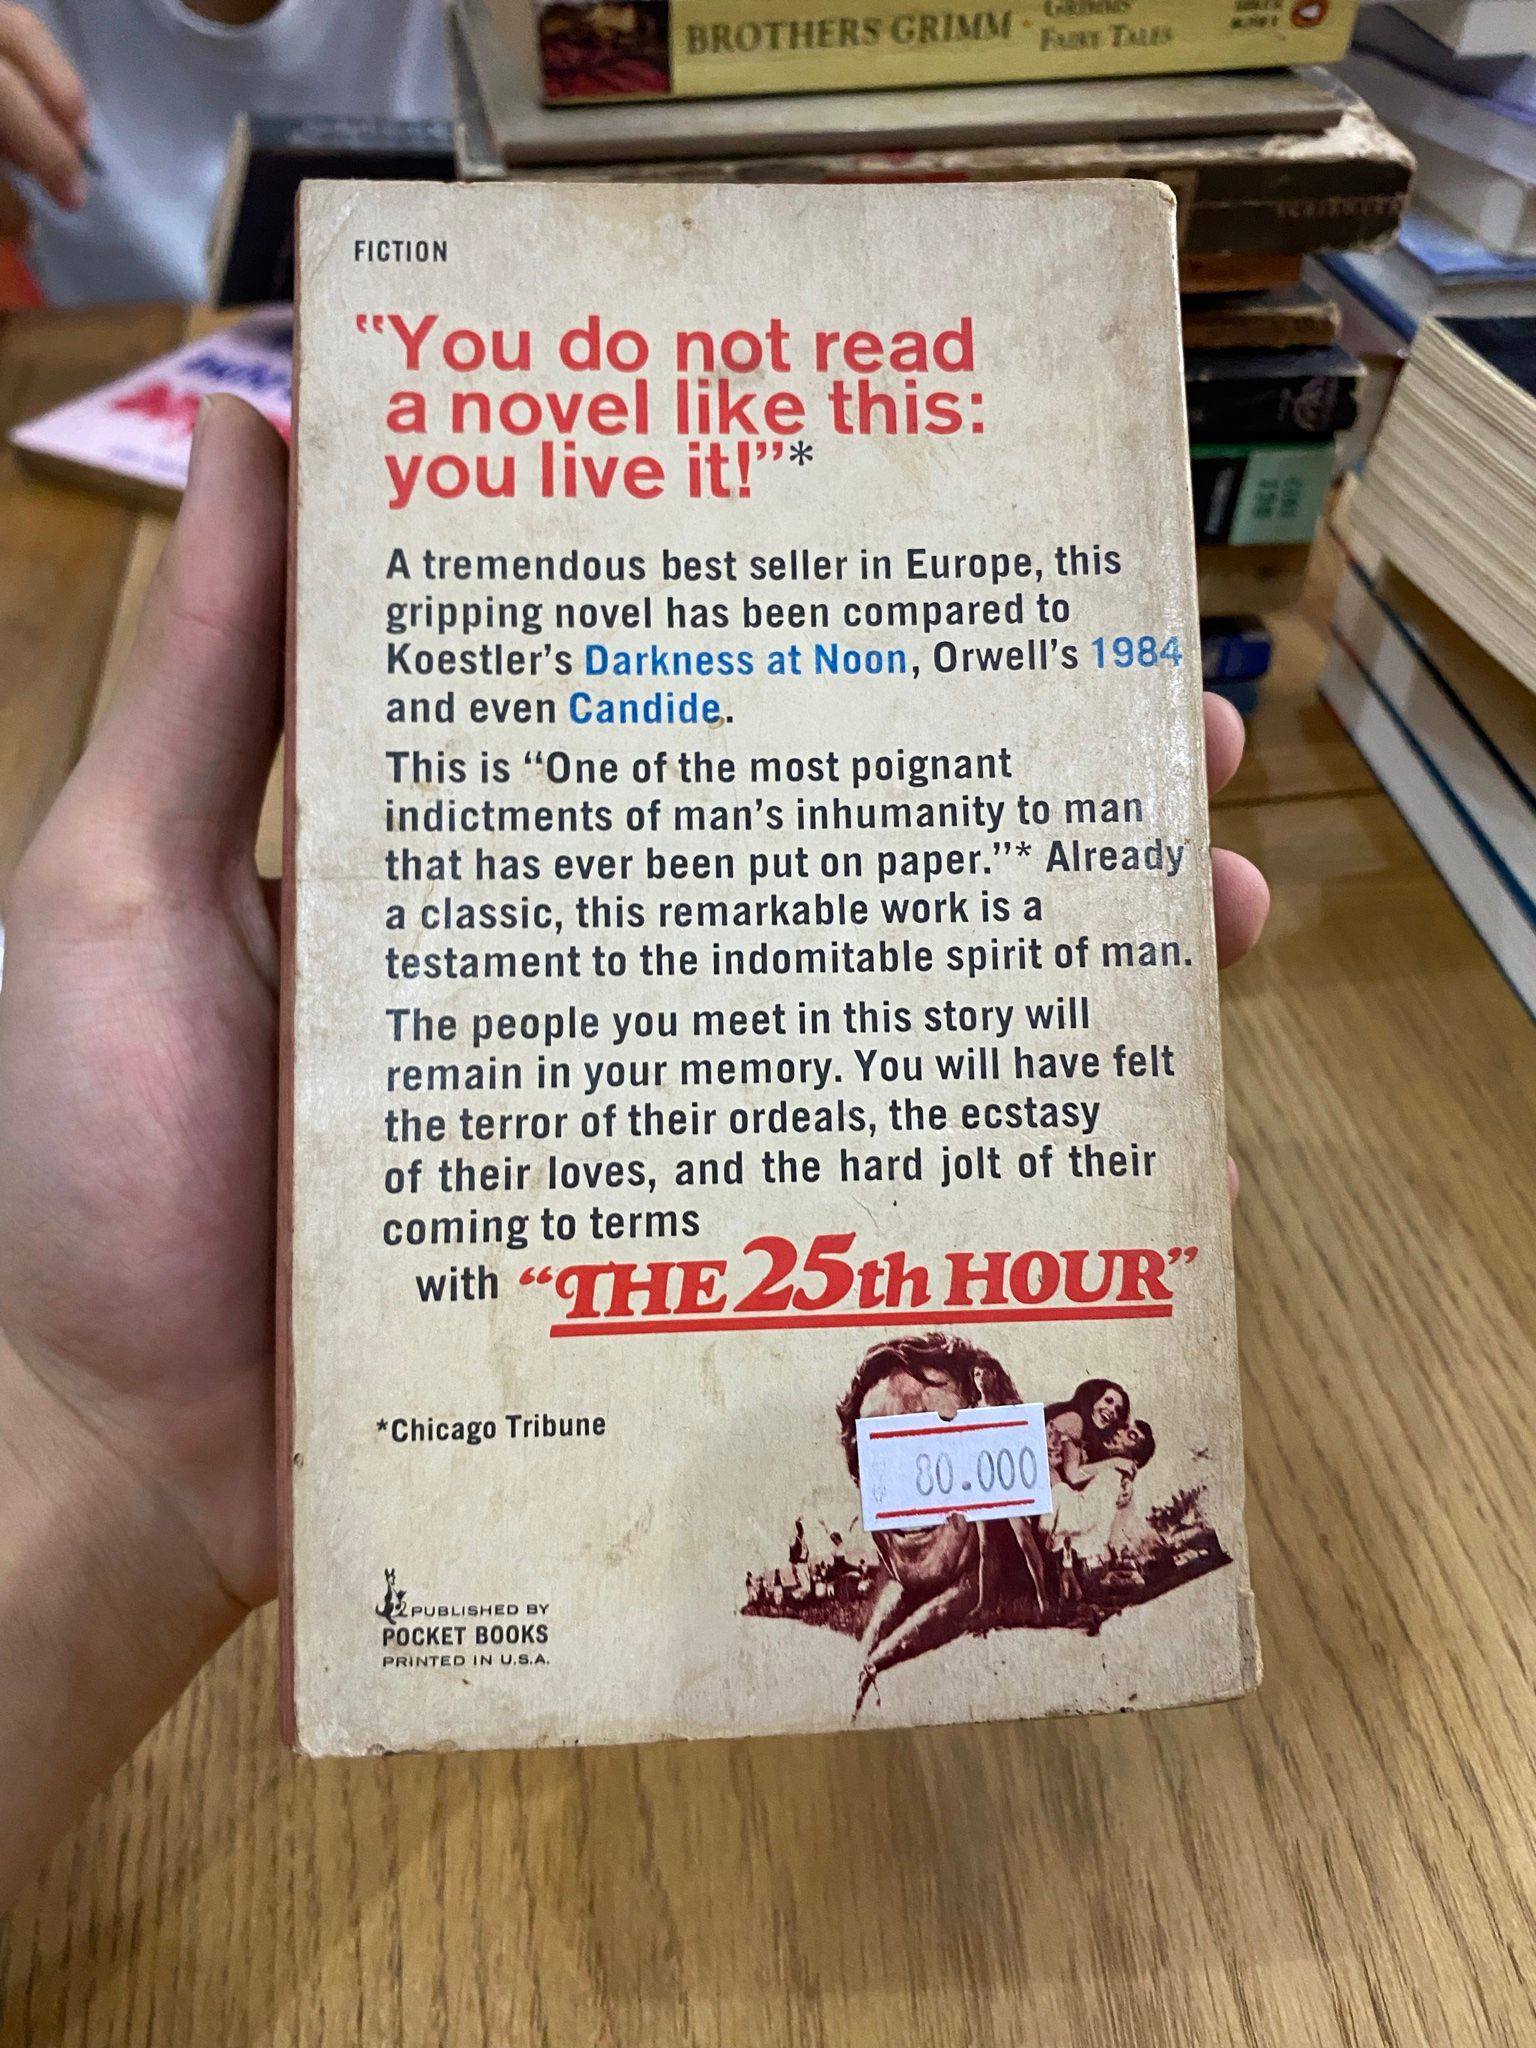 BROTHERS GRIMM · GRIMMS' FAIRY TALES
FICTION
“You do not read
a novel like this:
you live it!”*
A tremendous best seller in Europe, this
gripping novel has been compared to
Koestler's Darkness at Noon, Orwell's 1984
and even Candide.
This is “One of the most poignant
indictments of man's inhumanity to man
that has ever been put on paper.”* Already
a classic, this remarkable work is a
testament to the indomitable spirit of man.
The people you meet in this story will
remain in your memory. You will have felt
the terror of their ordeals, the ecstasy
of their loves, and the hard jolt of their
coming to terms
with “THE 25th HOUR”
*Chicago Tribune
80.000
PUBLISHED BY
POCKET BOOKS
PRINTED IN U.S.A.